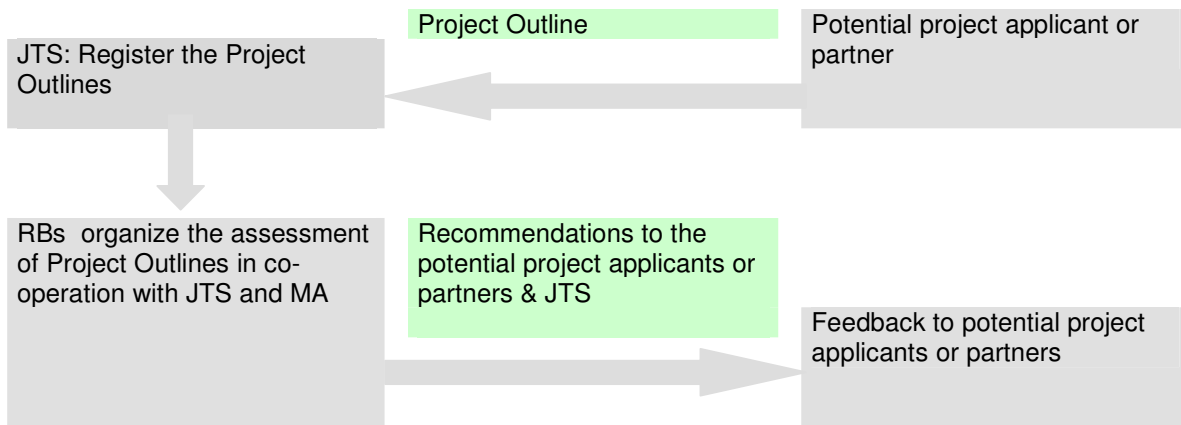 Project Outline
Potential project applicant or
partner
JTS: Register the Project
Outlines
RBs  organize the assessment
of Project Outlines in co-
operation with JTS and MA
Recommendations to the
potential project applicants or
partners & JTS
Feedback to potential project
applicants or partners